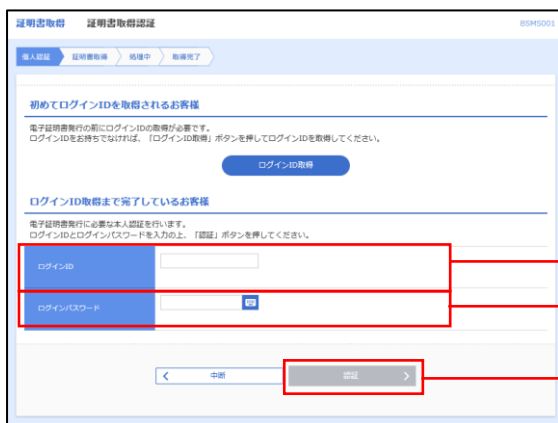 証明書取得 証明書取得認証 BSMS001
個人認証 証明書取得 処理中 取得完了
初めてログインIDを取得されるお客様
電子証明書発行の前にログインIDの取得が必要です。
ログインIDをお持ちでなければ、「ログインID取得」ボタンを押してログインIDを取得してください。
ログインID取得
ログインID取得まで完了しているお客様
電子証明書発行に必要な本人認証を行います。
ログインIDとログインパスワードを入力の上、「認証」ボタンを押してください。
ログインID
ログインパスワード
中断 認証